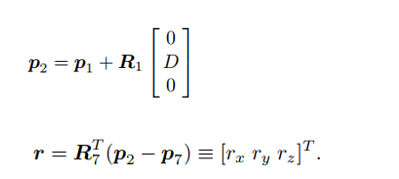 p₂ = p₁ + R₁ [0 D 0]
r = R₇ᵀ(p₂ − p₇) ≡ [rₓ r_y r_z]ᵀ.